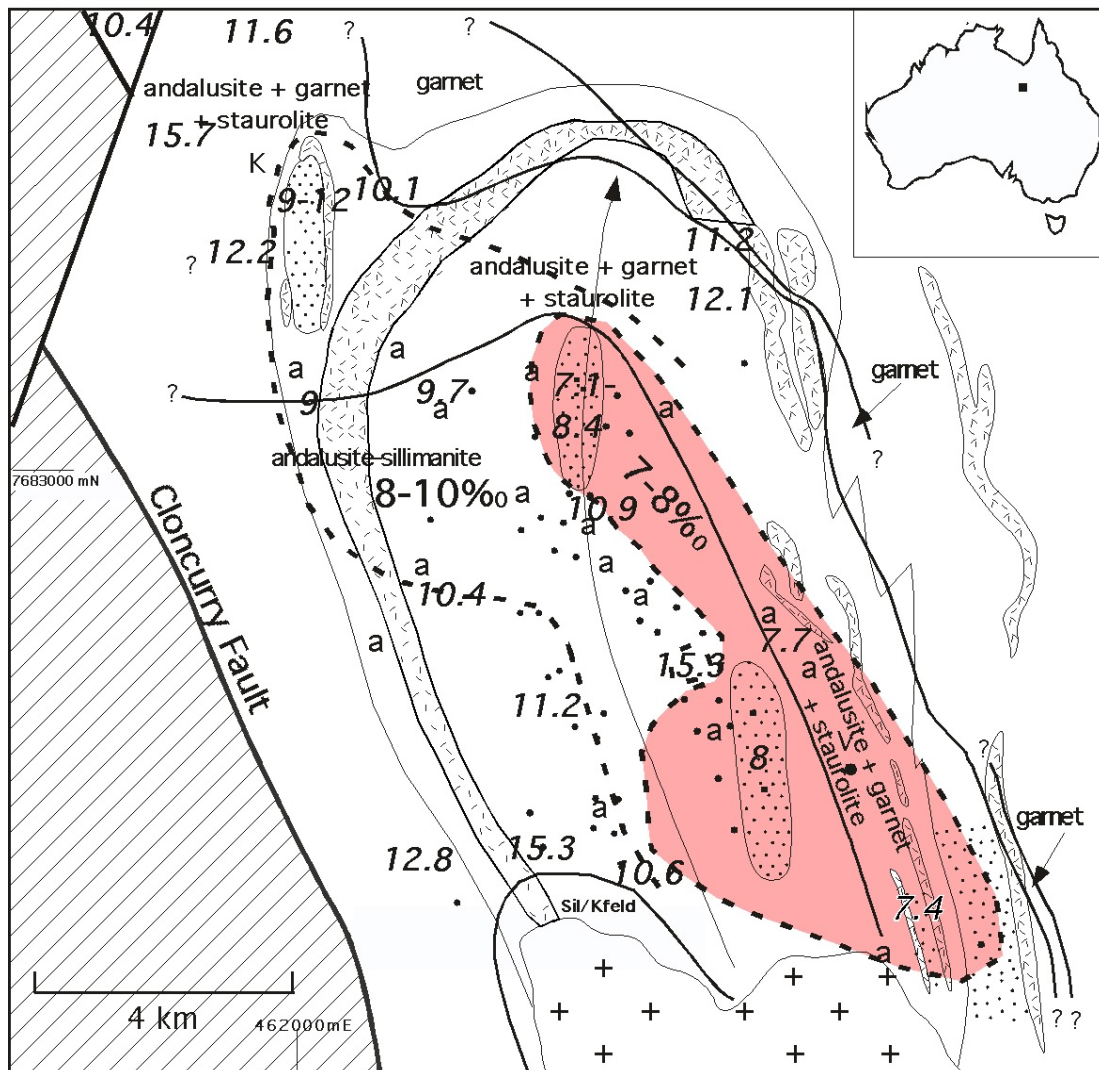 10.4
11.6
?
?
andalusite + garnet
+ staurolite
garnet
15.7
K
9-12
10.1
12.2
?
11.2
andalusite + garnet
+ staurolite
12.1
a
a
garnet
?
9
9.7
a
a
7.1-
8.4
a
?
andalusite-sillimanite
7683000 mN
8-10‰
a
10.9
7-8‰
a
a
a
10.4
a
a
a
7.7
a
15.3
andalusite + garnet
+ staurolite
Cloncurry Fault
11.2
a
8
?
a
garnet
12.8
15.3
10.6
Sil/Kfeld
7.4
a
4 km
462000mE
? ?